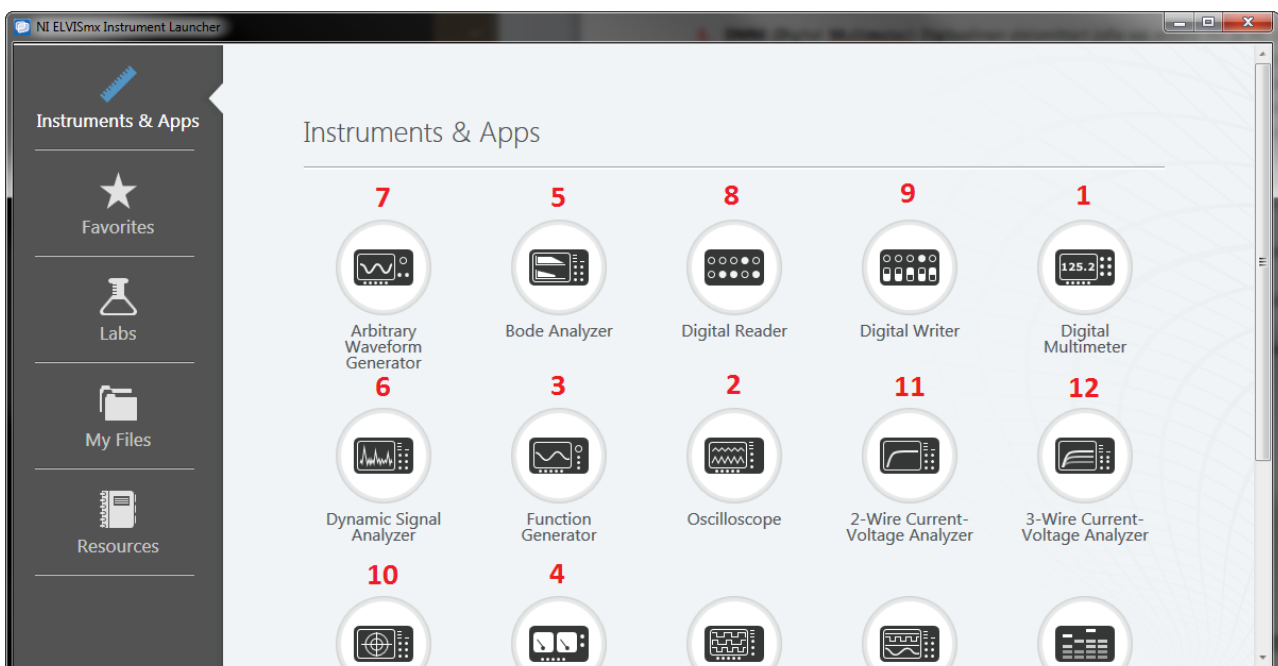 NI ELVISmx Instrument Launcher
Instruments & Apps
Favorites
Labs
My Files
Resources
Instruments & Apps
7 5 8 9 1
125.2
Arbitrary Waveform Generator
Bode Analyzer
Digital Reader
Digital Writer
Digital Multimeter
6 3 2 11 12
Dynamic Signal Analyzer
Function Generator
Oscilloscope
2-Wire Current-Voltage Analyzer
3-Wire Current-Voltage Analyzer
10 4